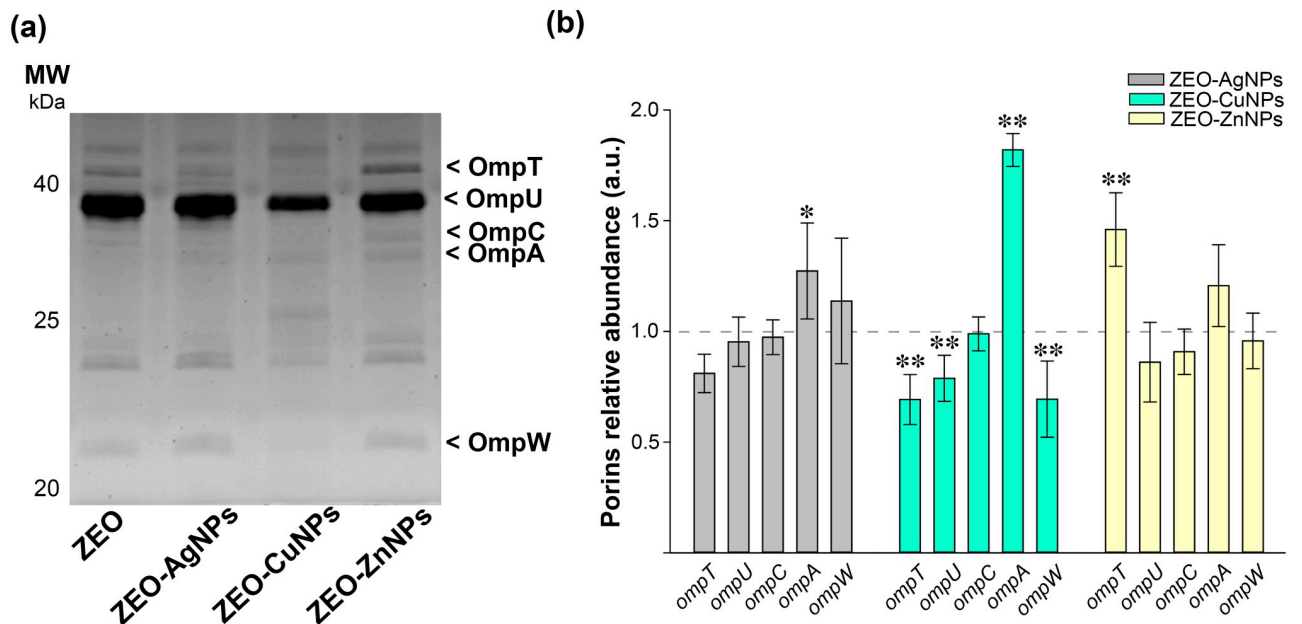 (a)
MW
kDa
40
25
20
< OmpT
< OmpU
< OmpC
< OmpA
< OmpW
ZEO
ZEO-AgNPs
ZEO-CuNPs
ZEO-ZnNPs
(b)
ZEO-AgNPs
ZEO-CuNPs
ZEO-ZnNPs
Porins relative abundance (a.u.)
2.0
1.5
1.0
0.5
*
** ** ** **
**
ompT ompU ompC ompA ompW
ompT ompU ompC ompA ompW
ompT ompU ompC ompA ompW